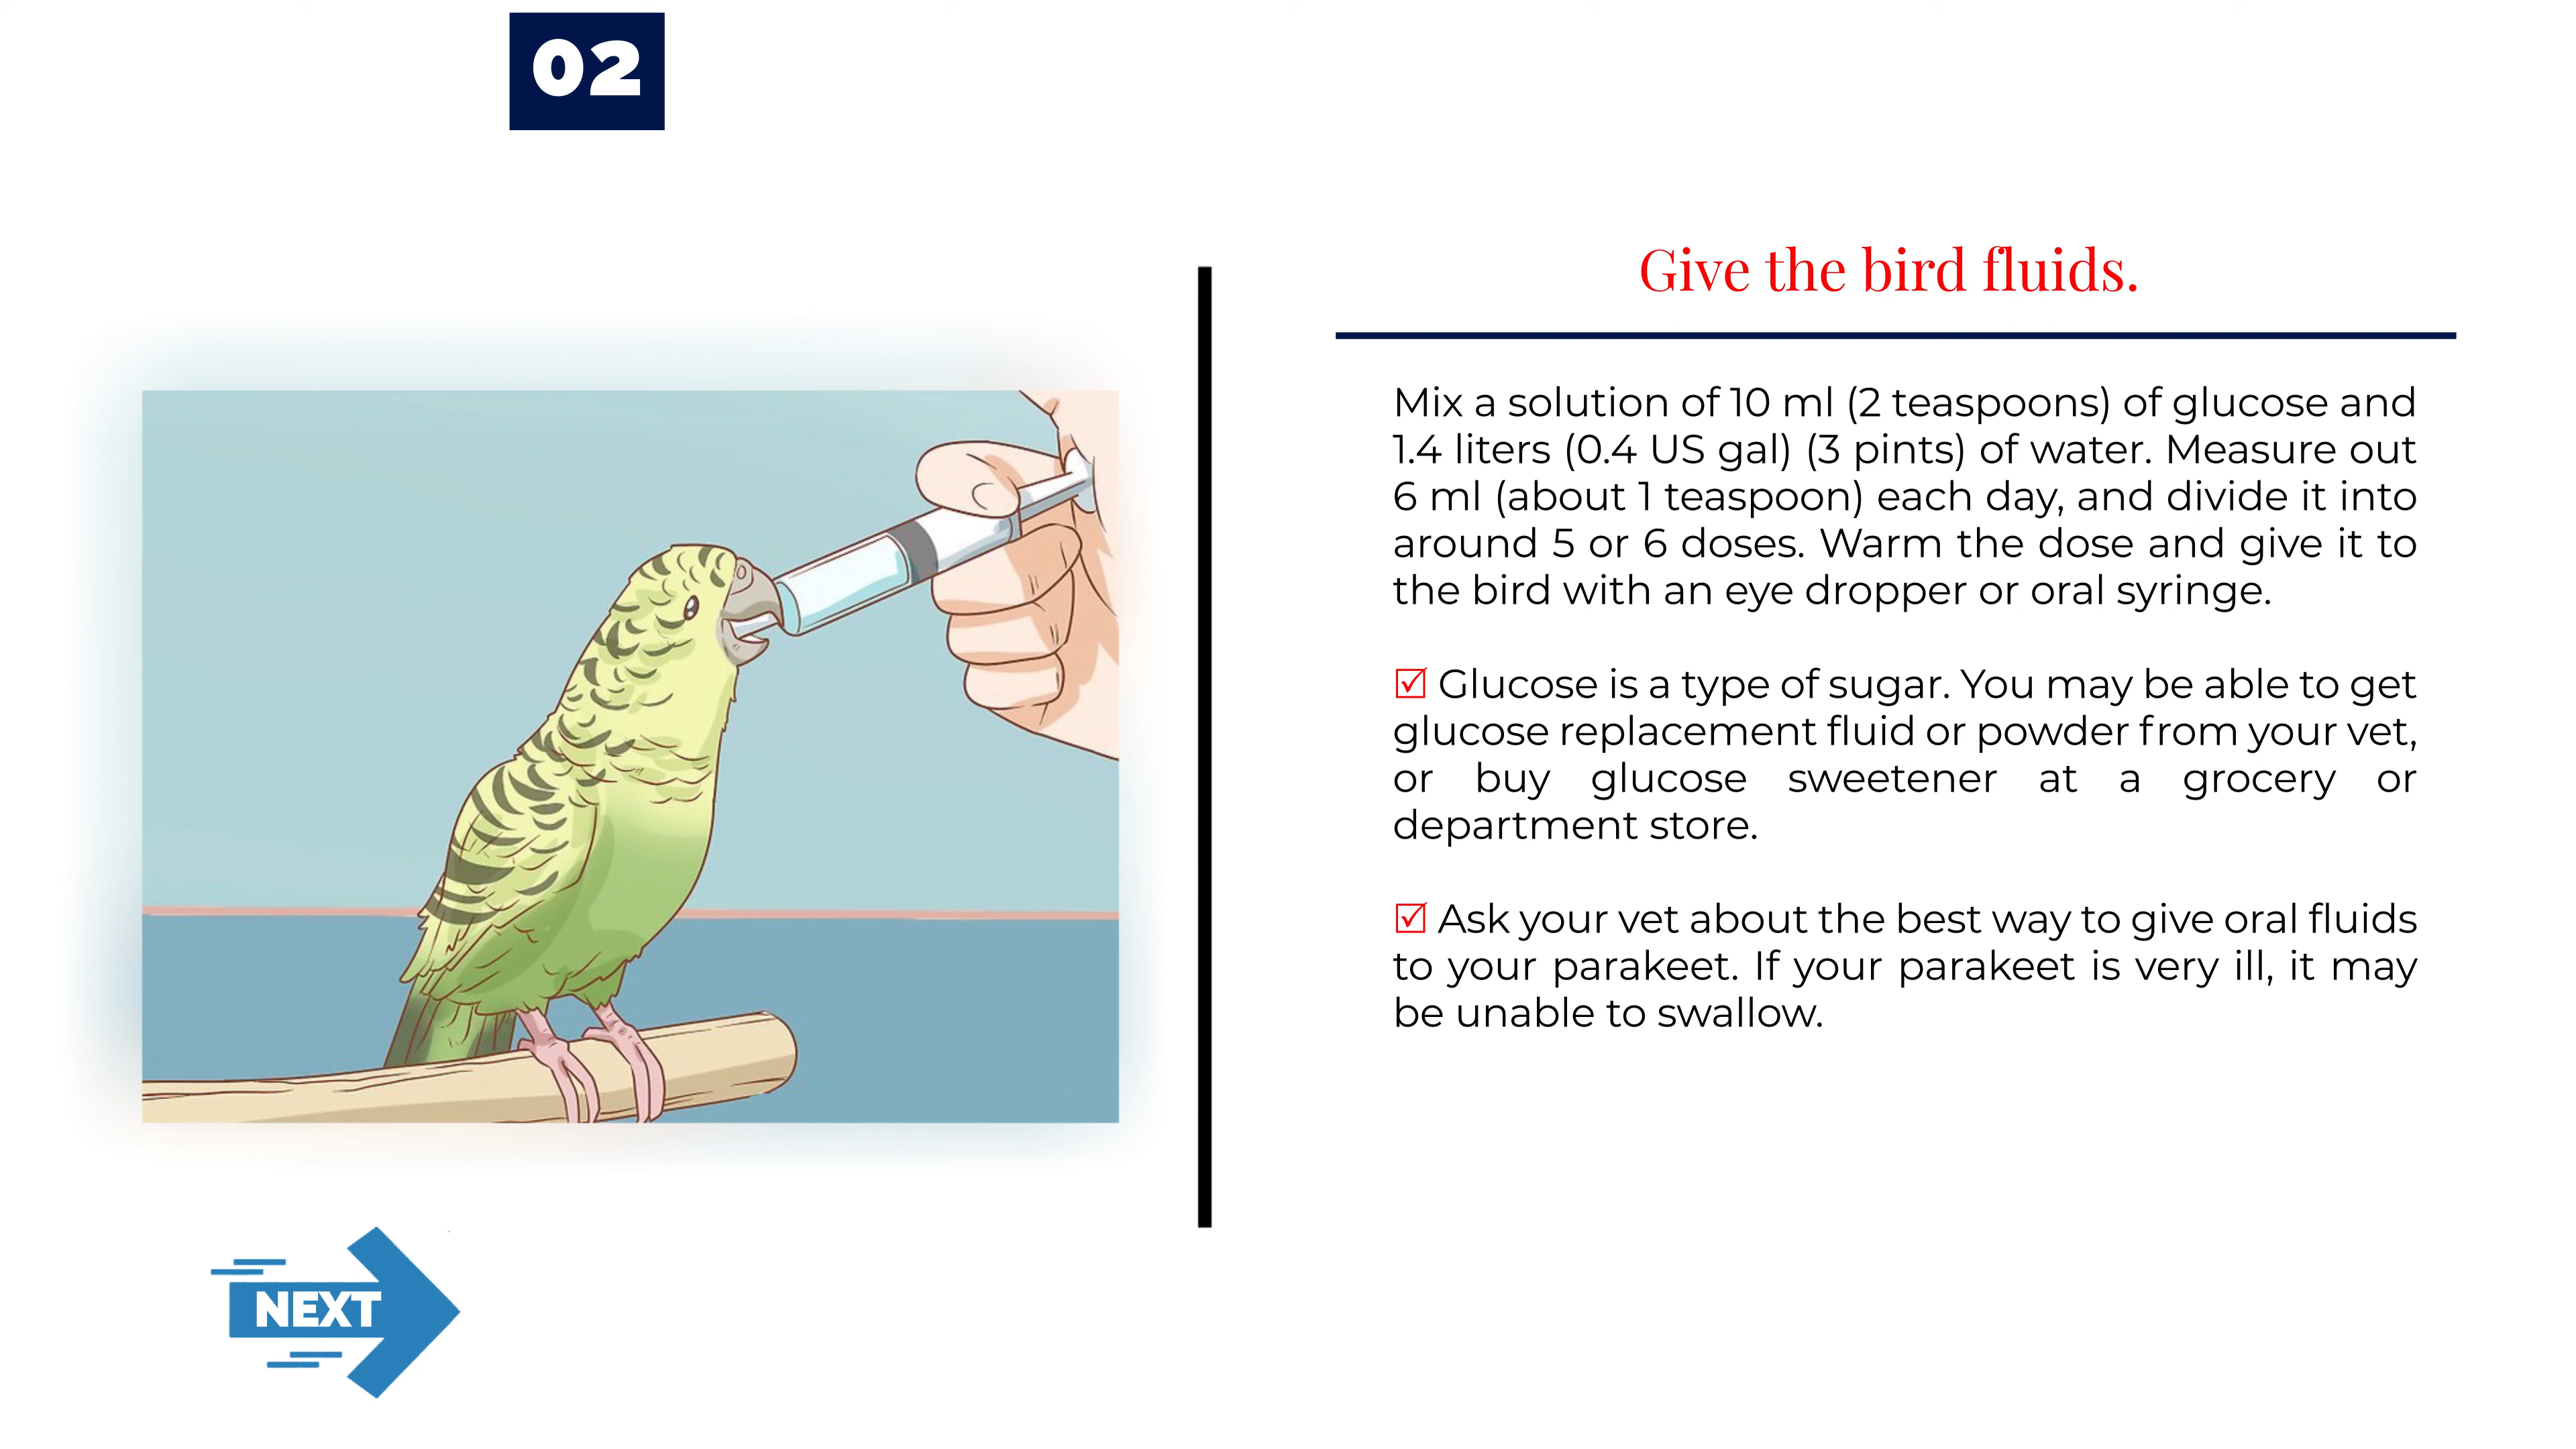 02
Give the bird fluids.
Mix a solution of 10 ml (2 teaspoons) of glucose and
1.4 liters (0.4 US gal) (3 pints) of water. Measure out
6 ml (about 1 teaspoon) each day, and divide it into
around 5 or 6 doses. Warm the dose and give it to
the bird with an eye dropper or oral syringe.
☑ Glucose is a type of sugar. You may be able to get
glucose replacement fluid or powder from your vet,
or buy glucose sweetener at a grocery or
department store.
☑ Ask your vet about the best way to give oral fluids
to your parakeet. If your parakeet is very ill, it may
be unable to swallow.
NEXT